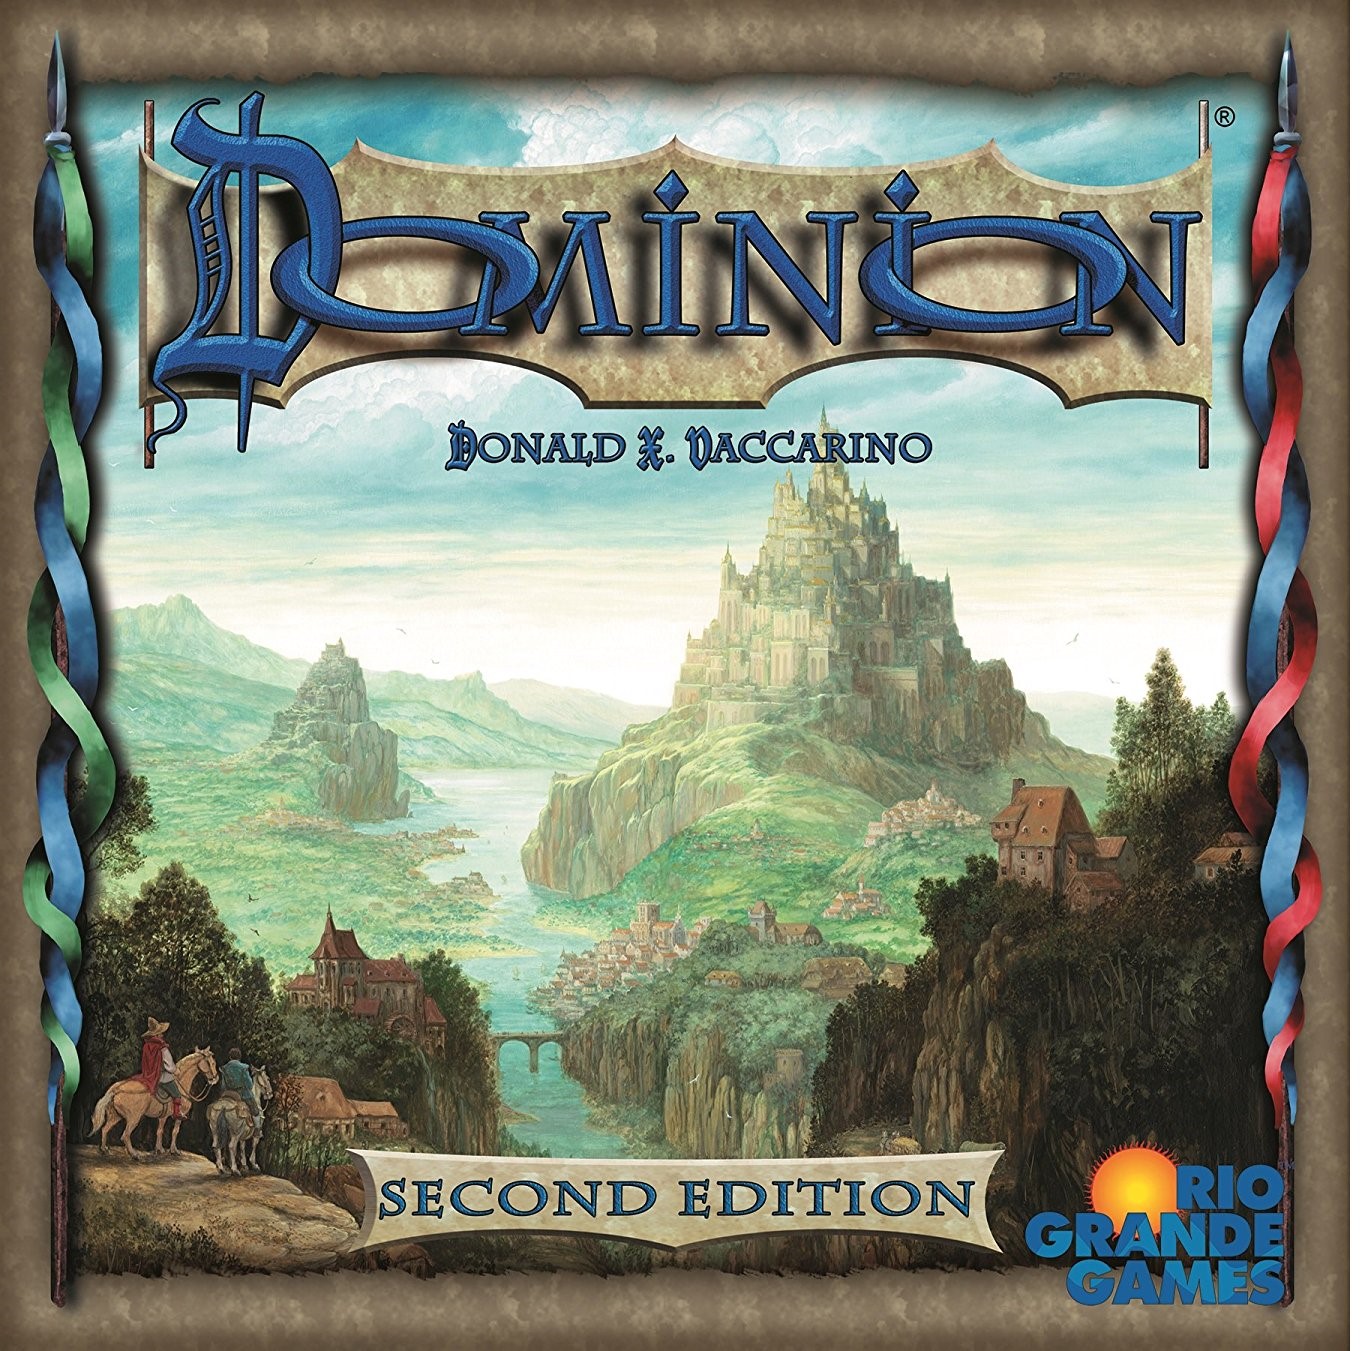 DOMINION ®
DONALD X. VACCARINO
SECOND EDITION
RIO
GRANDE
GAMES